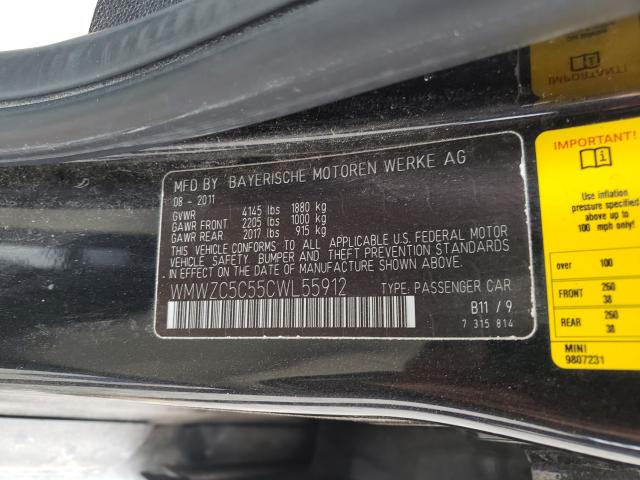 MFD BY BAYERISCHE MOTOREN WERKE AG
08 - 2011
GVWR 4145 lbs 1880 kg
GAWR FRONT 2205 lbs 1000 kg
GAWR REAR 2017 lbs 915 kg
THIS VEHICLE CONFORMS TO ALL APPLICABLE U.S. FEDERAL MOTOR
VEHICLE SAFETY, BUMPER AND THEFT PREVENTION STANDARDS
IN EFFECT ON THE DATE OF MANUFACTURE SHOWN ABOVE.
WMWZC5C55CWL55912 TYPE: PASSENGER CAR
B11 / 9
7 315 814
IMPORTANT!
IMPORTANT!
Use inflation
pressure specified
above up to
100 mph only!
over 100
FRONT 260
38
REAR 260
38
MINI
9807231